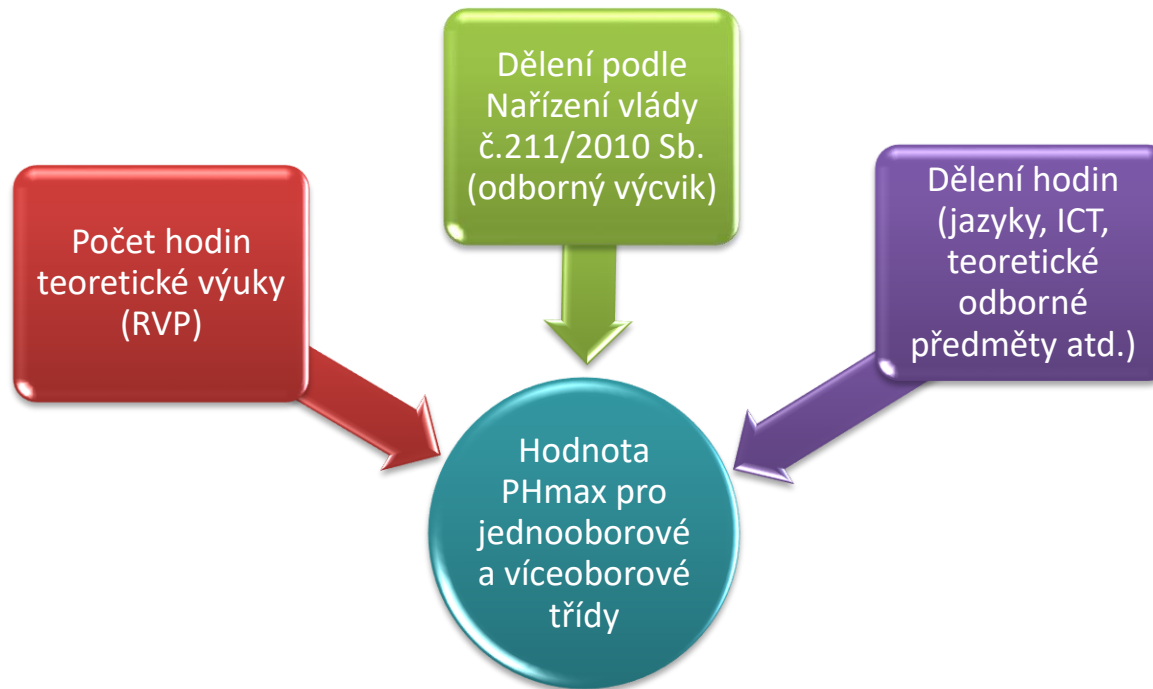 Dělení podle
Nařízení vlády
č.211/2010 Sb.
(odborný výcvik)
Počet hodin
teoretické výuky
(RVP)
Dělení hodin
(jazyky, ICT,
teoretické
odborné
předměty atd.)
Hodnota
PHmax pro
jednooborové
a víceoborové
třídy